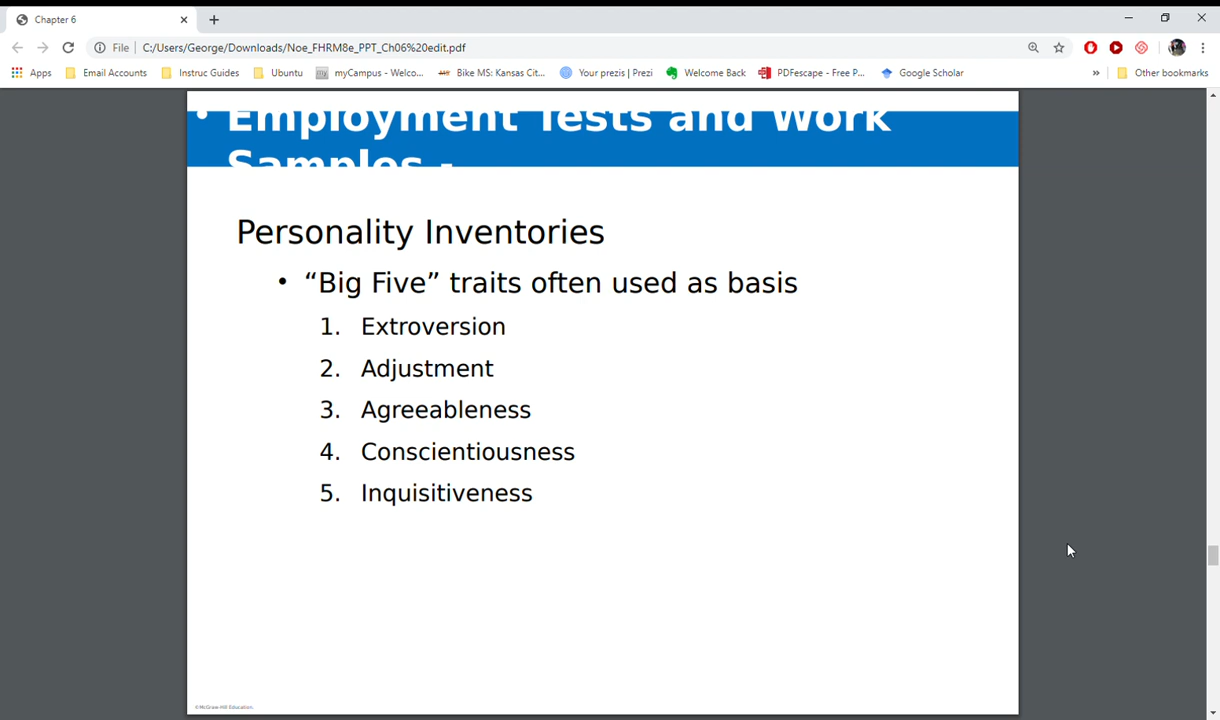 Chapter 6
File
C:/Users/George/Downloads/Noe_FHRM8e_PPT_Ch06%20edit.pdf
Apps
Email Accounts
Instruc Guides
Ubuntu
myCampus - Welco...
Bike MS: Kansas Cit...
Your prezis | Prezi
Welcome Back
PDFescape - Free P...
Google Scholar
»
Other bookmarks
• Employment Tests and Work
Samples -
Personality Inventories
• “Big Five” traits often used as basis
1. Extroversion
2. Adjustment
3. Agreeableness
4. Conscientiousness
5. Inquisitiveness
©McGraw-Hill Education.